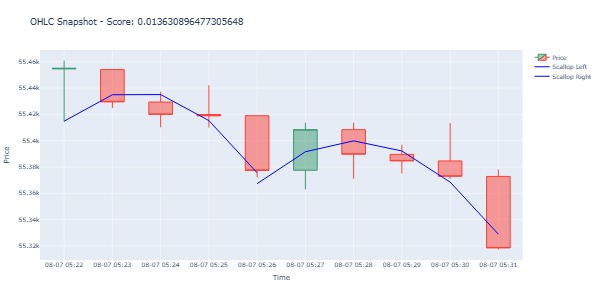 OHLC Snapshot - Score: 0.013630896477305648
Price
Scallop Left
Scallop Right
55.46k
55.44k
55.42k
55.4k
55.38k
55.36k
55.34k
55.32k
Price
08-07 05:22 08-07 05:23 08-07 05:24 08-07 05:25 08-07 05:26 08-07 05:27 08-07 05:28 08-07 05:29 08-07 05:30 08-07 05:31
Time